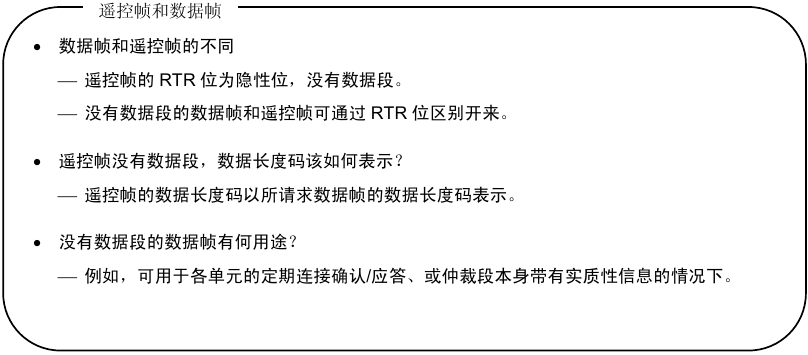 遥控帧和数据帧
● 数据帧和遥控帧的不同
— 遥控帧的 RTR 位为隐性位，没有数据段。
— 没有数据段的数据帧和遥控帧可通过 RTR 位区别开来。
● 遥控帧没有数据段，数据长度码该如何表示？
— 遥控帧的数据长度码以所请求数据帧的数据长度码表示。
● 没有数据段的数据帧有何用途？
— 例如，可用于各单元的定期连接确认/应答、或仲裁段本身带有实质性信息的情况下。